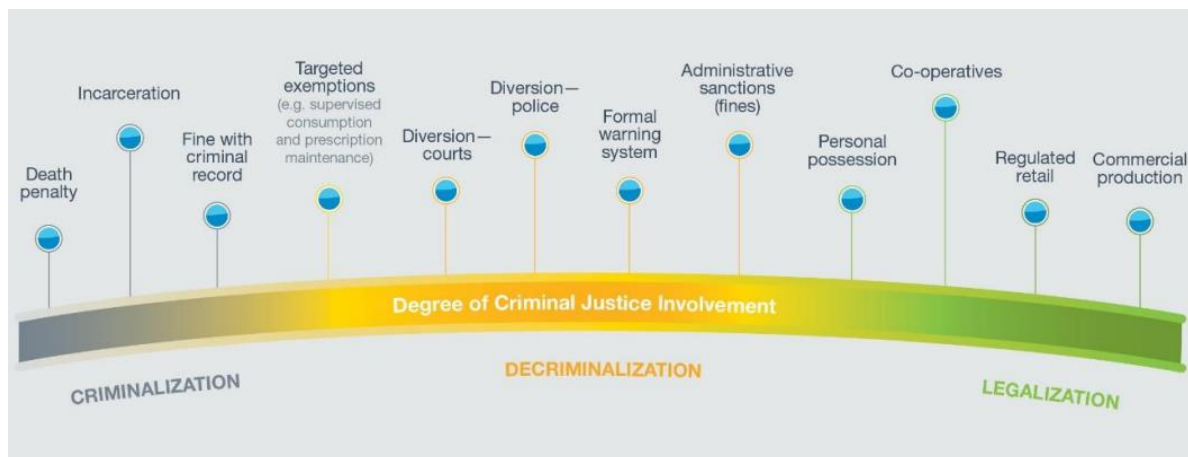 Death
penalty
Incarceration
Fine with
criminal
record
Targeted
exemptions
(e.g. supervised
consumption
and prescription
maintenance)
Diversion—
courts
Diversion—
police
Formal
warning
system
Administrative
sanctions
(fines)
Personal
possession
Co-operatives
Regulated
retail
Commercial
production
Degree of Criminal Justice Involvement
CRIMINALIZATION
DECRIMINALIZATION
LEGALIZATION